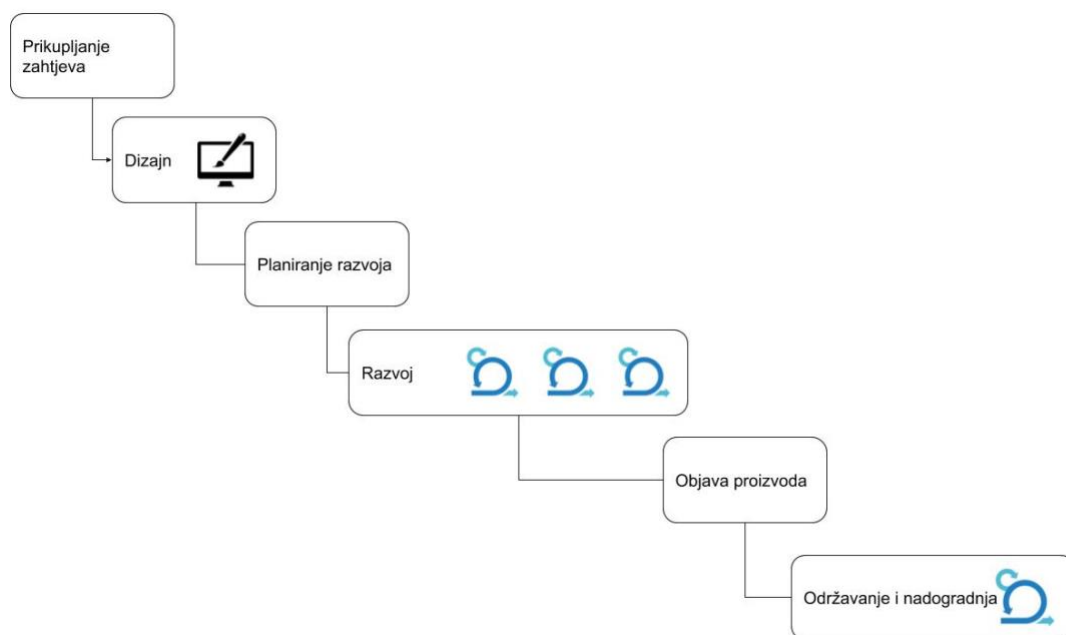 Prikupljanje
zahtjeva
Dizajn
Planiranje razvoja
Razvoj
Objava proizvoda
Održavanje i nadogradnja